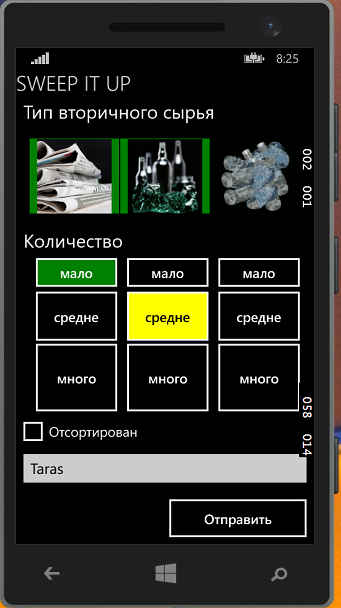 8:25
SWEEP IT UP
Тип вторичного сырья
002 001
Количество
мало мало мало
средне средне средне
много много много
058 014
Отсортирован
Taras
Отправить